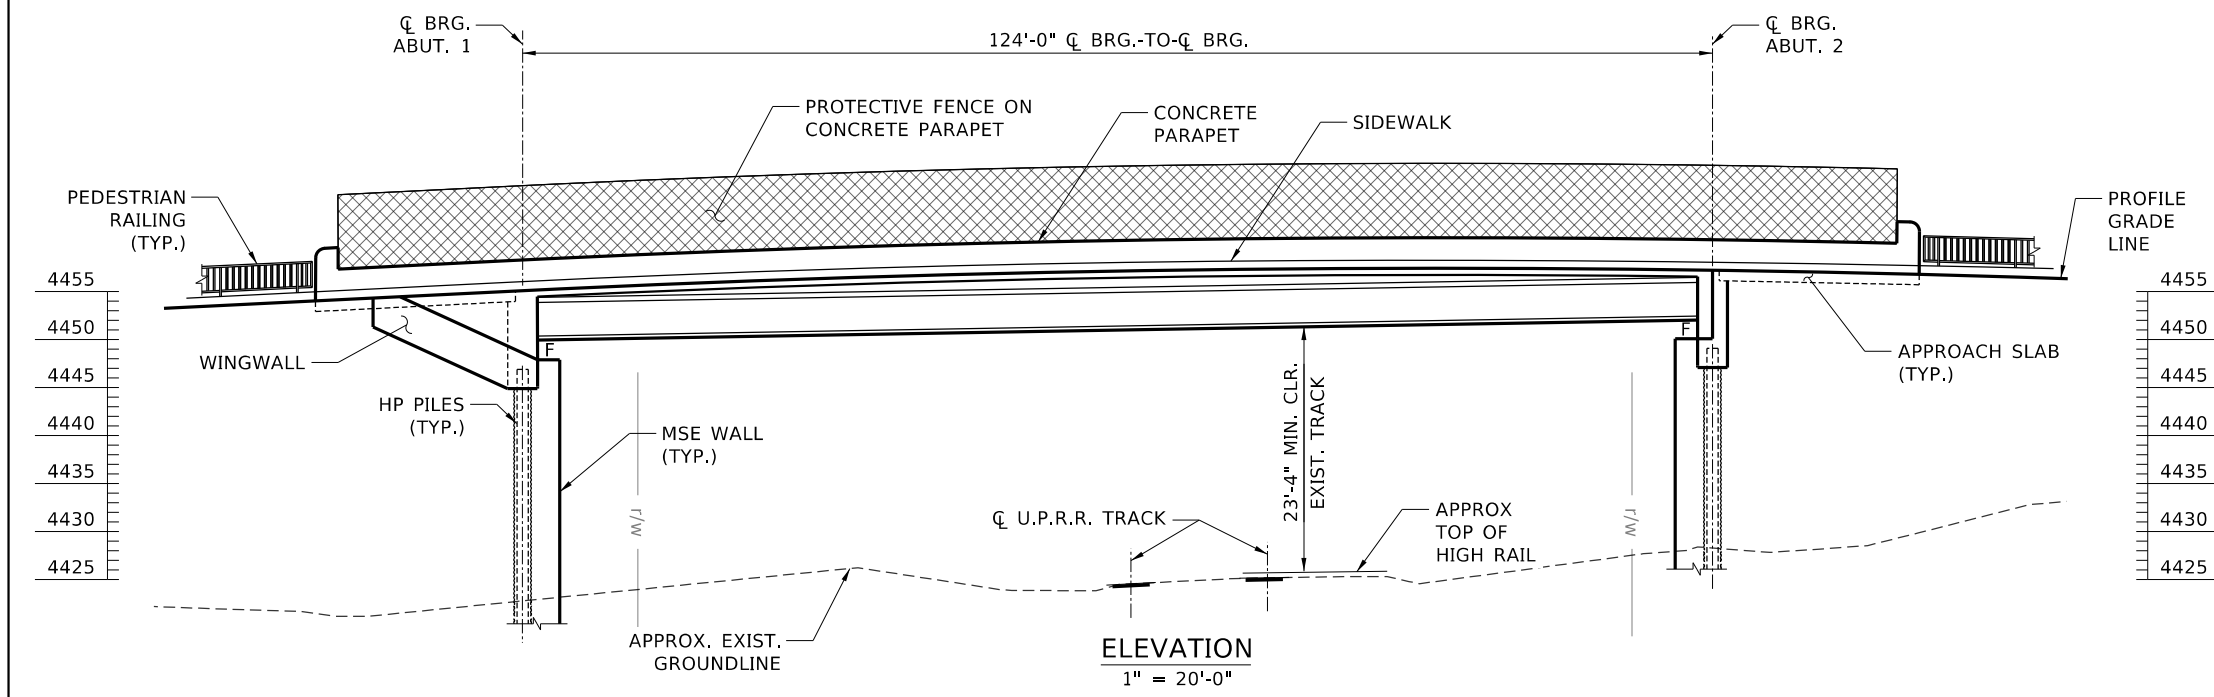 ℄ BRG.
ABUT. 1
124'-0" ℄ BRG.-TO-℄ BRG.
℄ BRG.
ABUT. 2
PROTECTIVE FENCE ON
CONCRETE PARAPET
CONCRETE
PARAPET
SIDEWALK
PEDESTRIAN
RAILING
(TYP.)
PROFILE
GRADE
LINE
4455
4450
4445
4440
4435
4430
4425
WINGWALL
F
HP PILES
(TYP.)
MSE WALL
(TYP.)
r/w
℄ U.P.R.R. TRACK
23'-4" MIN. CLR.
EXIST. TRACK
APPROX
TOP OF
HIGH RAIL
r/w
F
APPROACH SLAB
(TYP.)
4455
4450
4445
4440
4435
4430
4425
APPROX. EXIST.
GROUNDLINE
ELEVATION
1" = 20'-0"